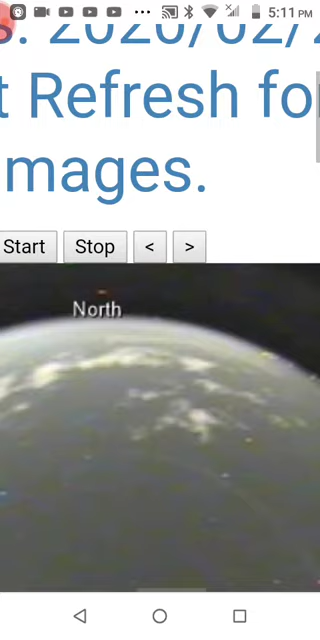 5:11 PM
s: 2020/02/2
t Refresh fo
mages.
Start Stop < >
North